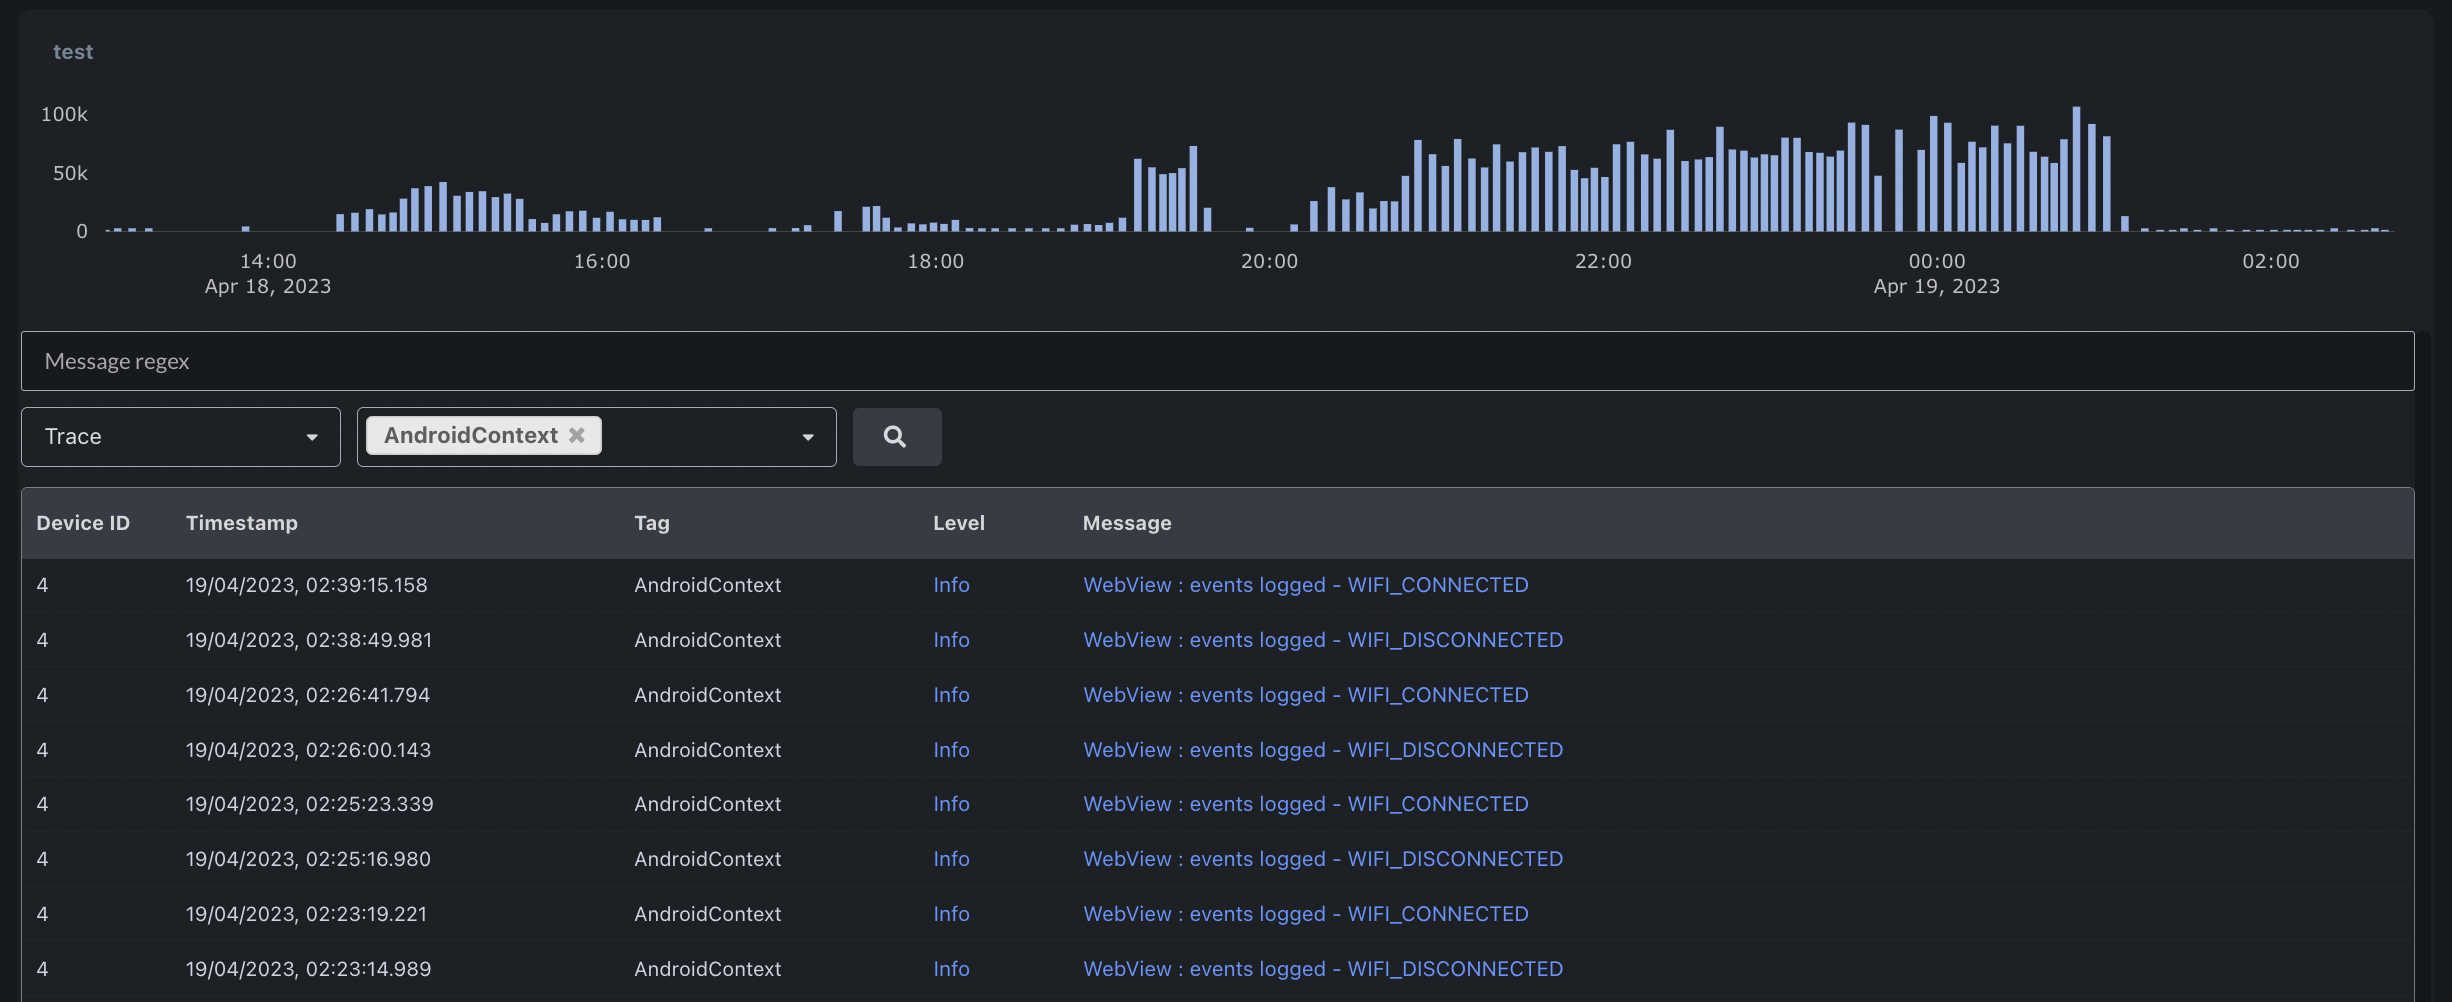 test
100k
50k
0
14:00 16:00 18:00 20:00 22:00 00:00 02:00
Apr 18, 2023 Apr 19, 2023
Message regex
Trace AndroidContext
Device ID Timestamp Tag Level Message
4 19/04/2023, 02:39:15.158 AndroidContext Info WebView : events logged - WIFI_CONNECTED
4 19/04/2023, 02:38:49.981 AndroidContext Info WebView : events logged - WIFI_DISCONNECTED
4 19/04/2023, 02:26:41.794 AndroidContext Info WebView : events logged - WIFI_CONNECTED
4 19/04/2023, 02:26:00.143 AndroidContext Info WebView : events logged - WIFI_DISCONNECTED
4 19/04/2023, 02:25:23.339 AndroidContext Info WebView : events logged - WIFI_CONNECTED
4 19/04/2023, 02:25:16.980 AndroidContext Info WebView : events logged - WIFI_DISCONNECTED
4 19/04/2023, 02:23:19.221 AndroidContext Info WebView : events logged - WIFI_CONNECTED
4 19/04/2023, 02:23:14.989 AndroidContext Info WebView : events logged - WIFI_DISCONNECTED